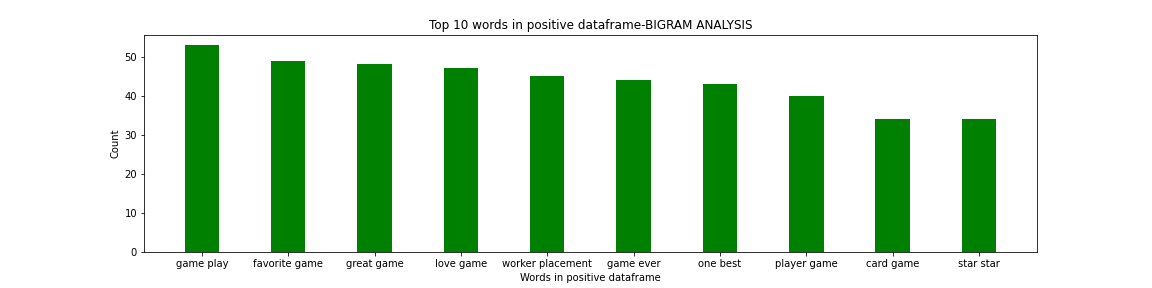 Top 10 words in positive dataframe-BIGRAM ANALYSIS
Count
50
40
30
20
10
0
game play favorite game great game love game worker placement game ever one best player game card game star star
Words in positive dataframe